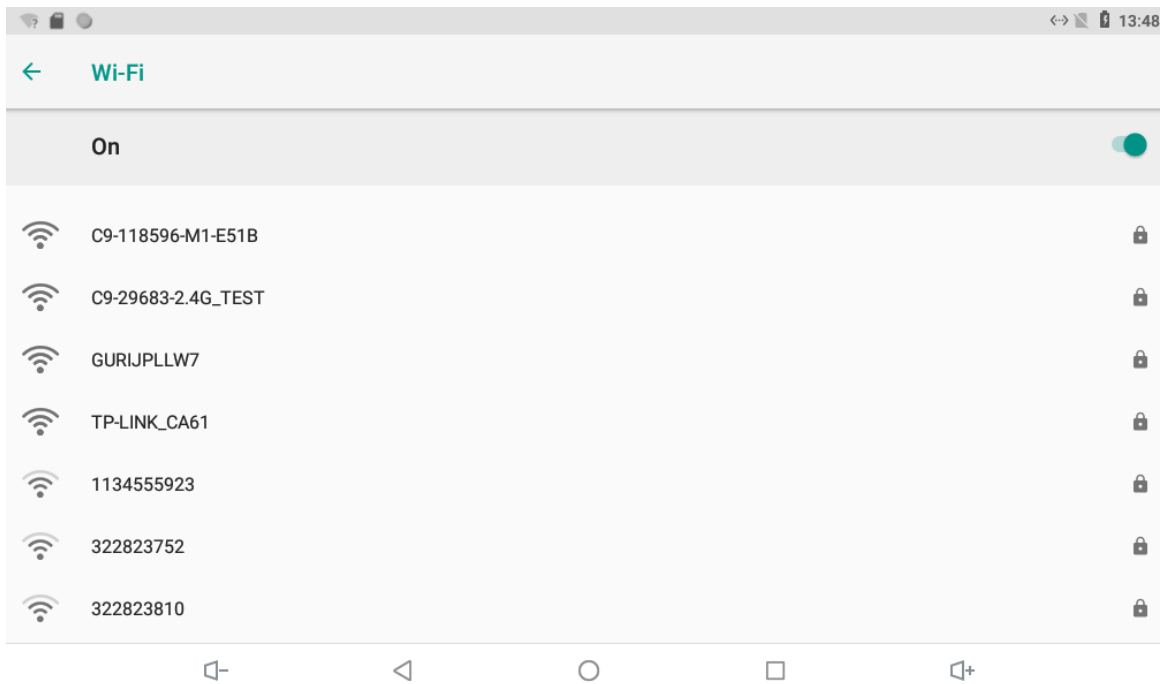 13:48
Wi-Fi
On
C9-118596-M1-E51B
C9-29683-2.4G_TEST
GURIJPLLW7
TP-LINK_CA61
1134555923
322823752
322823810